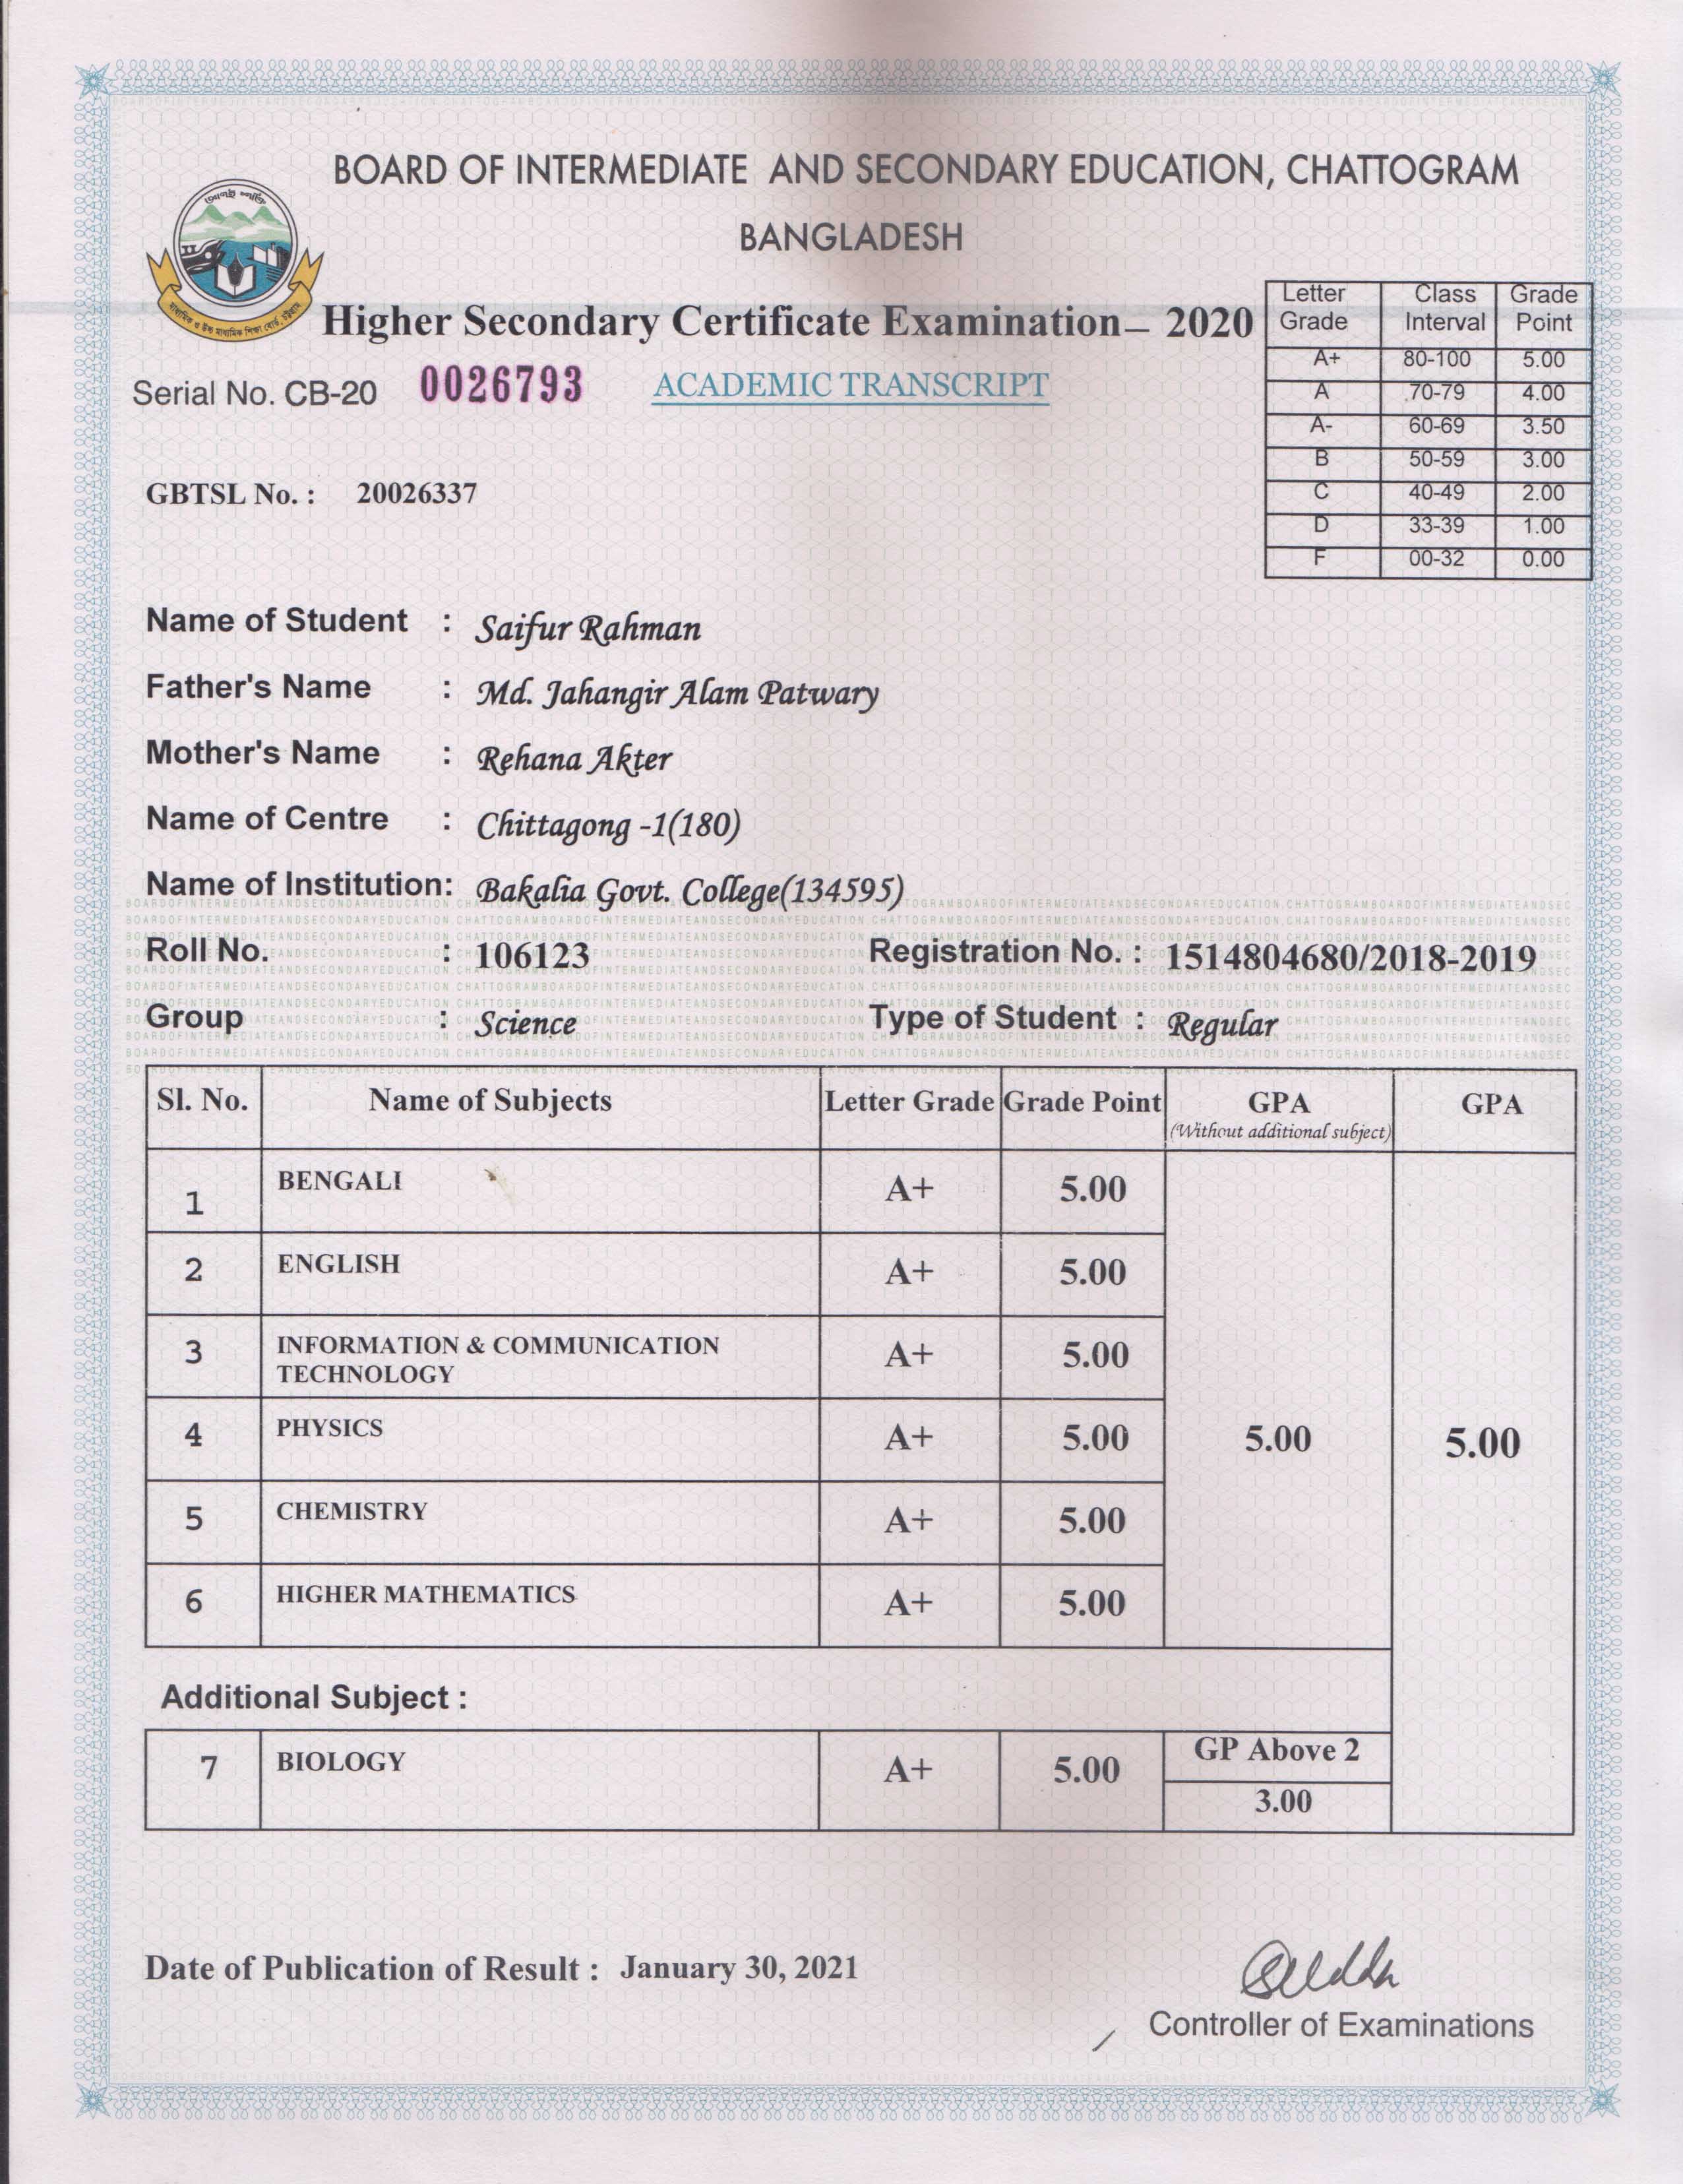 BOARD OF INTERMEDIATE AND SECONDARY EDUCATION, CHATTOGRAM
BANGLADESH
মাধ্যমিক ও উচ্চ মাধ্যমিক শিক্ষা বোর্ড, চট্টগ্রাম
Higher Secondary Certificate Examination– 2020
Serial No. CB-20 0026793 ACADEMIC TRANSCRIPT
Letter Grade Class Interval Grade Point
A+ 80-100 5.00
A 70-79 4.00
A- 60-69 3.50
B 50-59 3.00
C 40-49 2.00
D 33-39 1.00
F 00-32 0.00
GBTSL No. : 20026337
Name of Student : Saifur Rahman
Father's Name : Md. Jahangir Alam Patwary
Mother's Name : Rehana Akter
Name of Centre : Chittagong -1(180)
Name of Institution: Bakalia Govt. College(134595)
Roll No. : 106123 Registration No. : 1514804680/2018-2019
Group : Science Type of Student : Regular
Sl. No. Name of Subjects Letter Grade Grade Point GPA GPA
(Without additional subject)
1 BENGALI A+ 5.00
2 ENGLISH A+ 5.00
3 INFORMATION & COMMUNICATION A+ 5.00
TECHNOLOGY
4 PHYSICS A+ 5.00 5.00 5.00
5 CHEMISTRY A+ 5.00
6 HIGHER MATHEMATICS A+ 5.00
Additional Subject :
7 BIOLOGY A+ 5.00 GP Above 2
3.00
Date of Publication of Result : January 30, 2021
Controller of Examinations